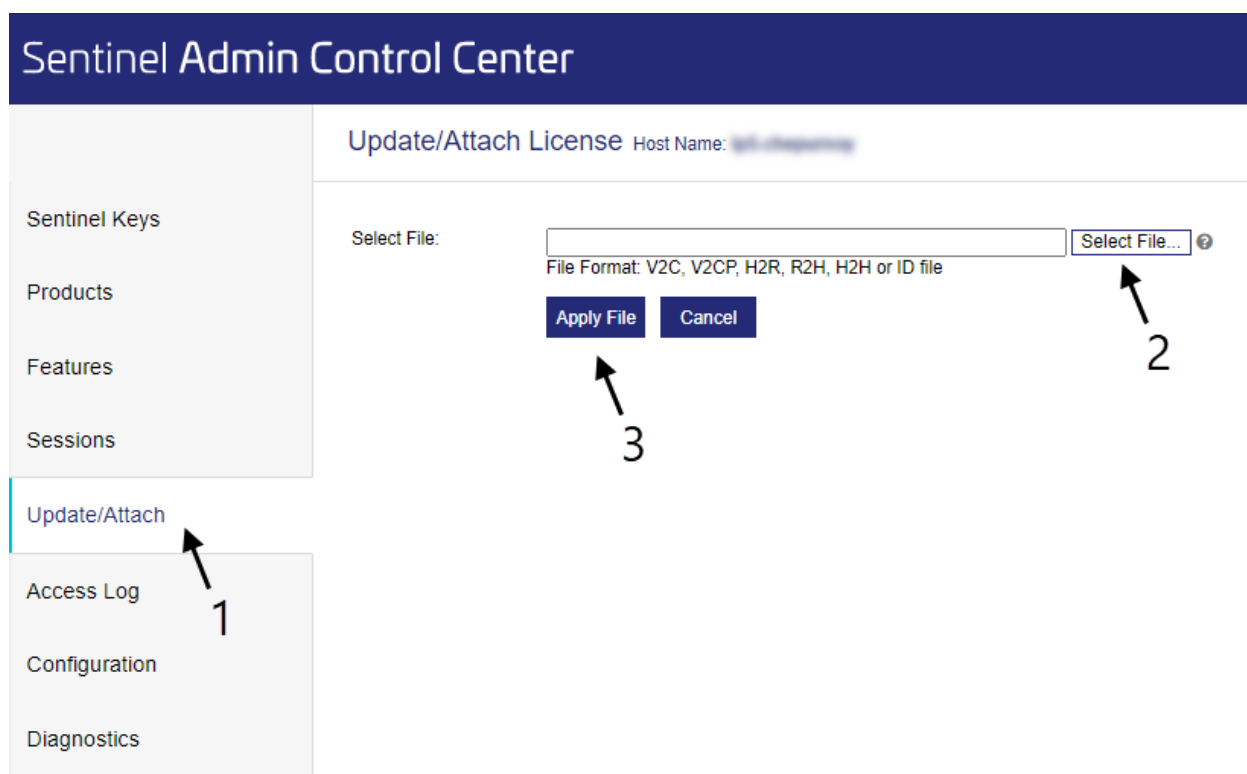 Sentinel Admin Control Center
Update/Attach License Host Name:
Sentinel Keys
Products
Features
Sessions
Update/Attach
Access Log
Configuration
Diagnostics
Select File:
Select File...
File Format: V2C, V2CP, H2R, R2H, H2H or ID file
Apply File
Cancel
1
2
3